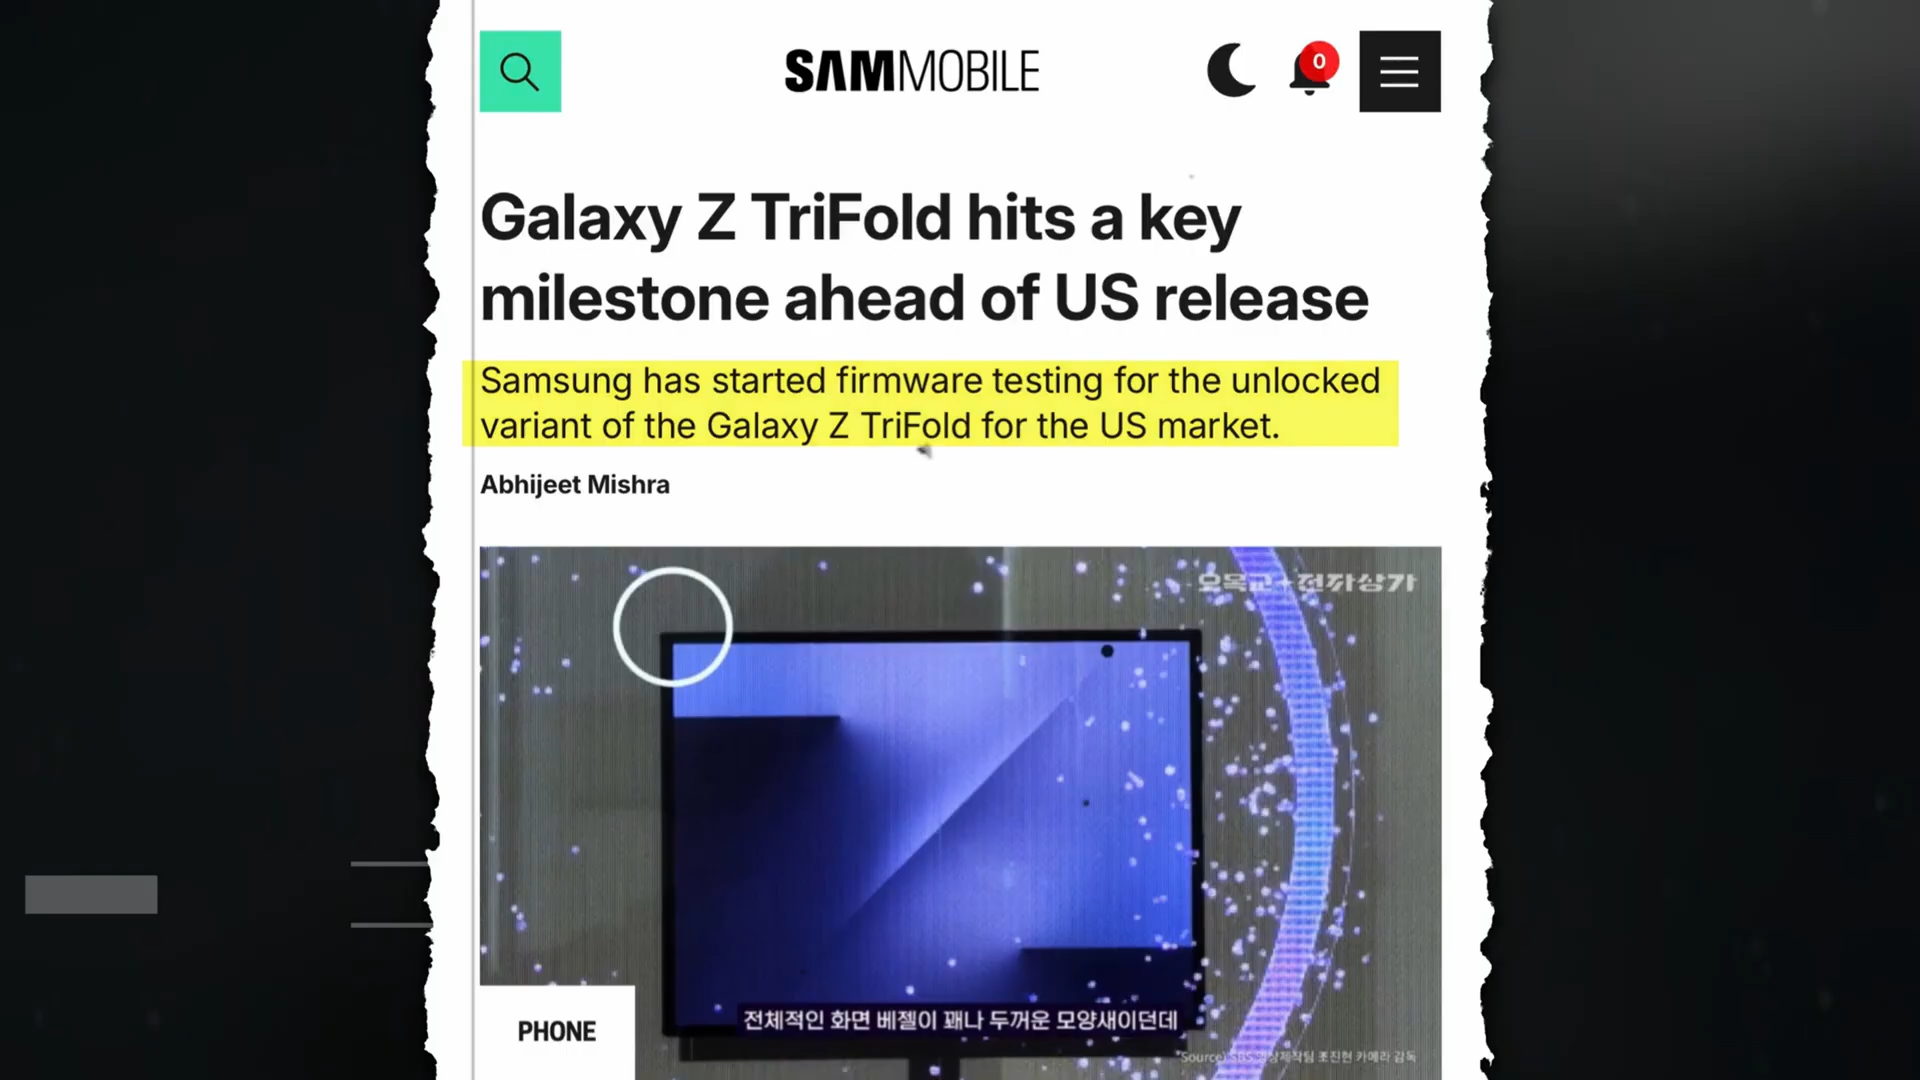 SAMMOBILE
0
Galaxy Z TriFold hits a key
milestone ahead of US release
Samsung has started firmware testing for the unlocked
variant of the Galaxy Z TriFold for the US market.
Abhijeet Mishra
오목교+전자상가
전체적인 화면 베젤이 꽤나 두꺼운 모양새이던데
PHONE
Source) SBS 영상제작팀 조진현 카메라 감독